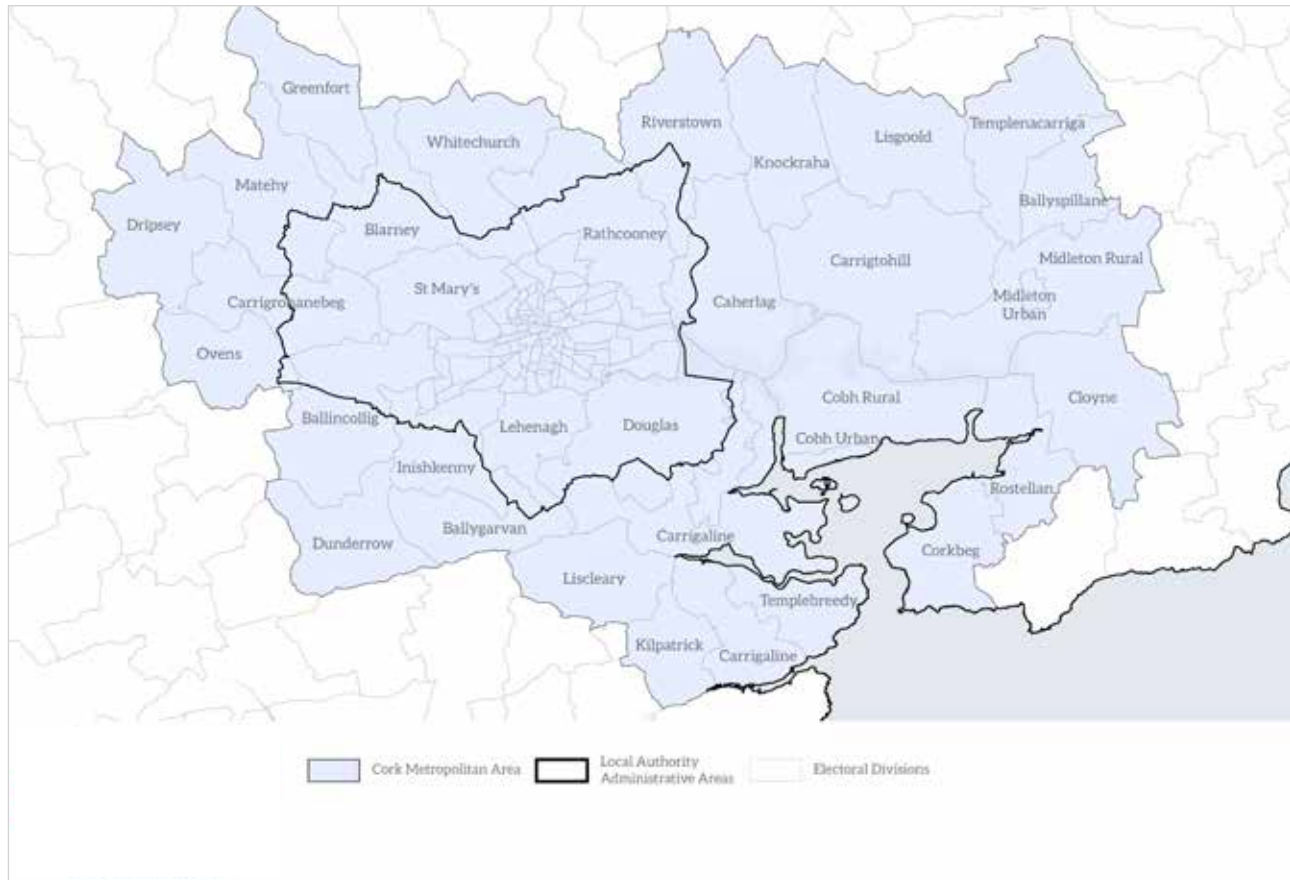 Greenfort
Riverstown
Templenacarriga
Whitechurch
Lisgoold
Knockraha
Matehy
Ballyspillane
Dripsey
Blarney
Rathcooney
Midleton Rural
Carrigtohill
St Mary's
Carrigrohanebeg
Caherlag
Midleton
Urban
Ovens
Cobh Rural
Cloyne
Ballincollig
Lehenagh
Douglas
Cobh Urban
Inishkenny
Rostellan
Ballygarvan
Carrigaline
Dunderrow
Corkbeg
Liscleary
Templebreedy
Kilpatrick
Carrigaline
Cork Metropolitan Area
Local Authority
Administrative Areas
Electoral Divisions